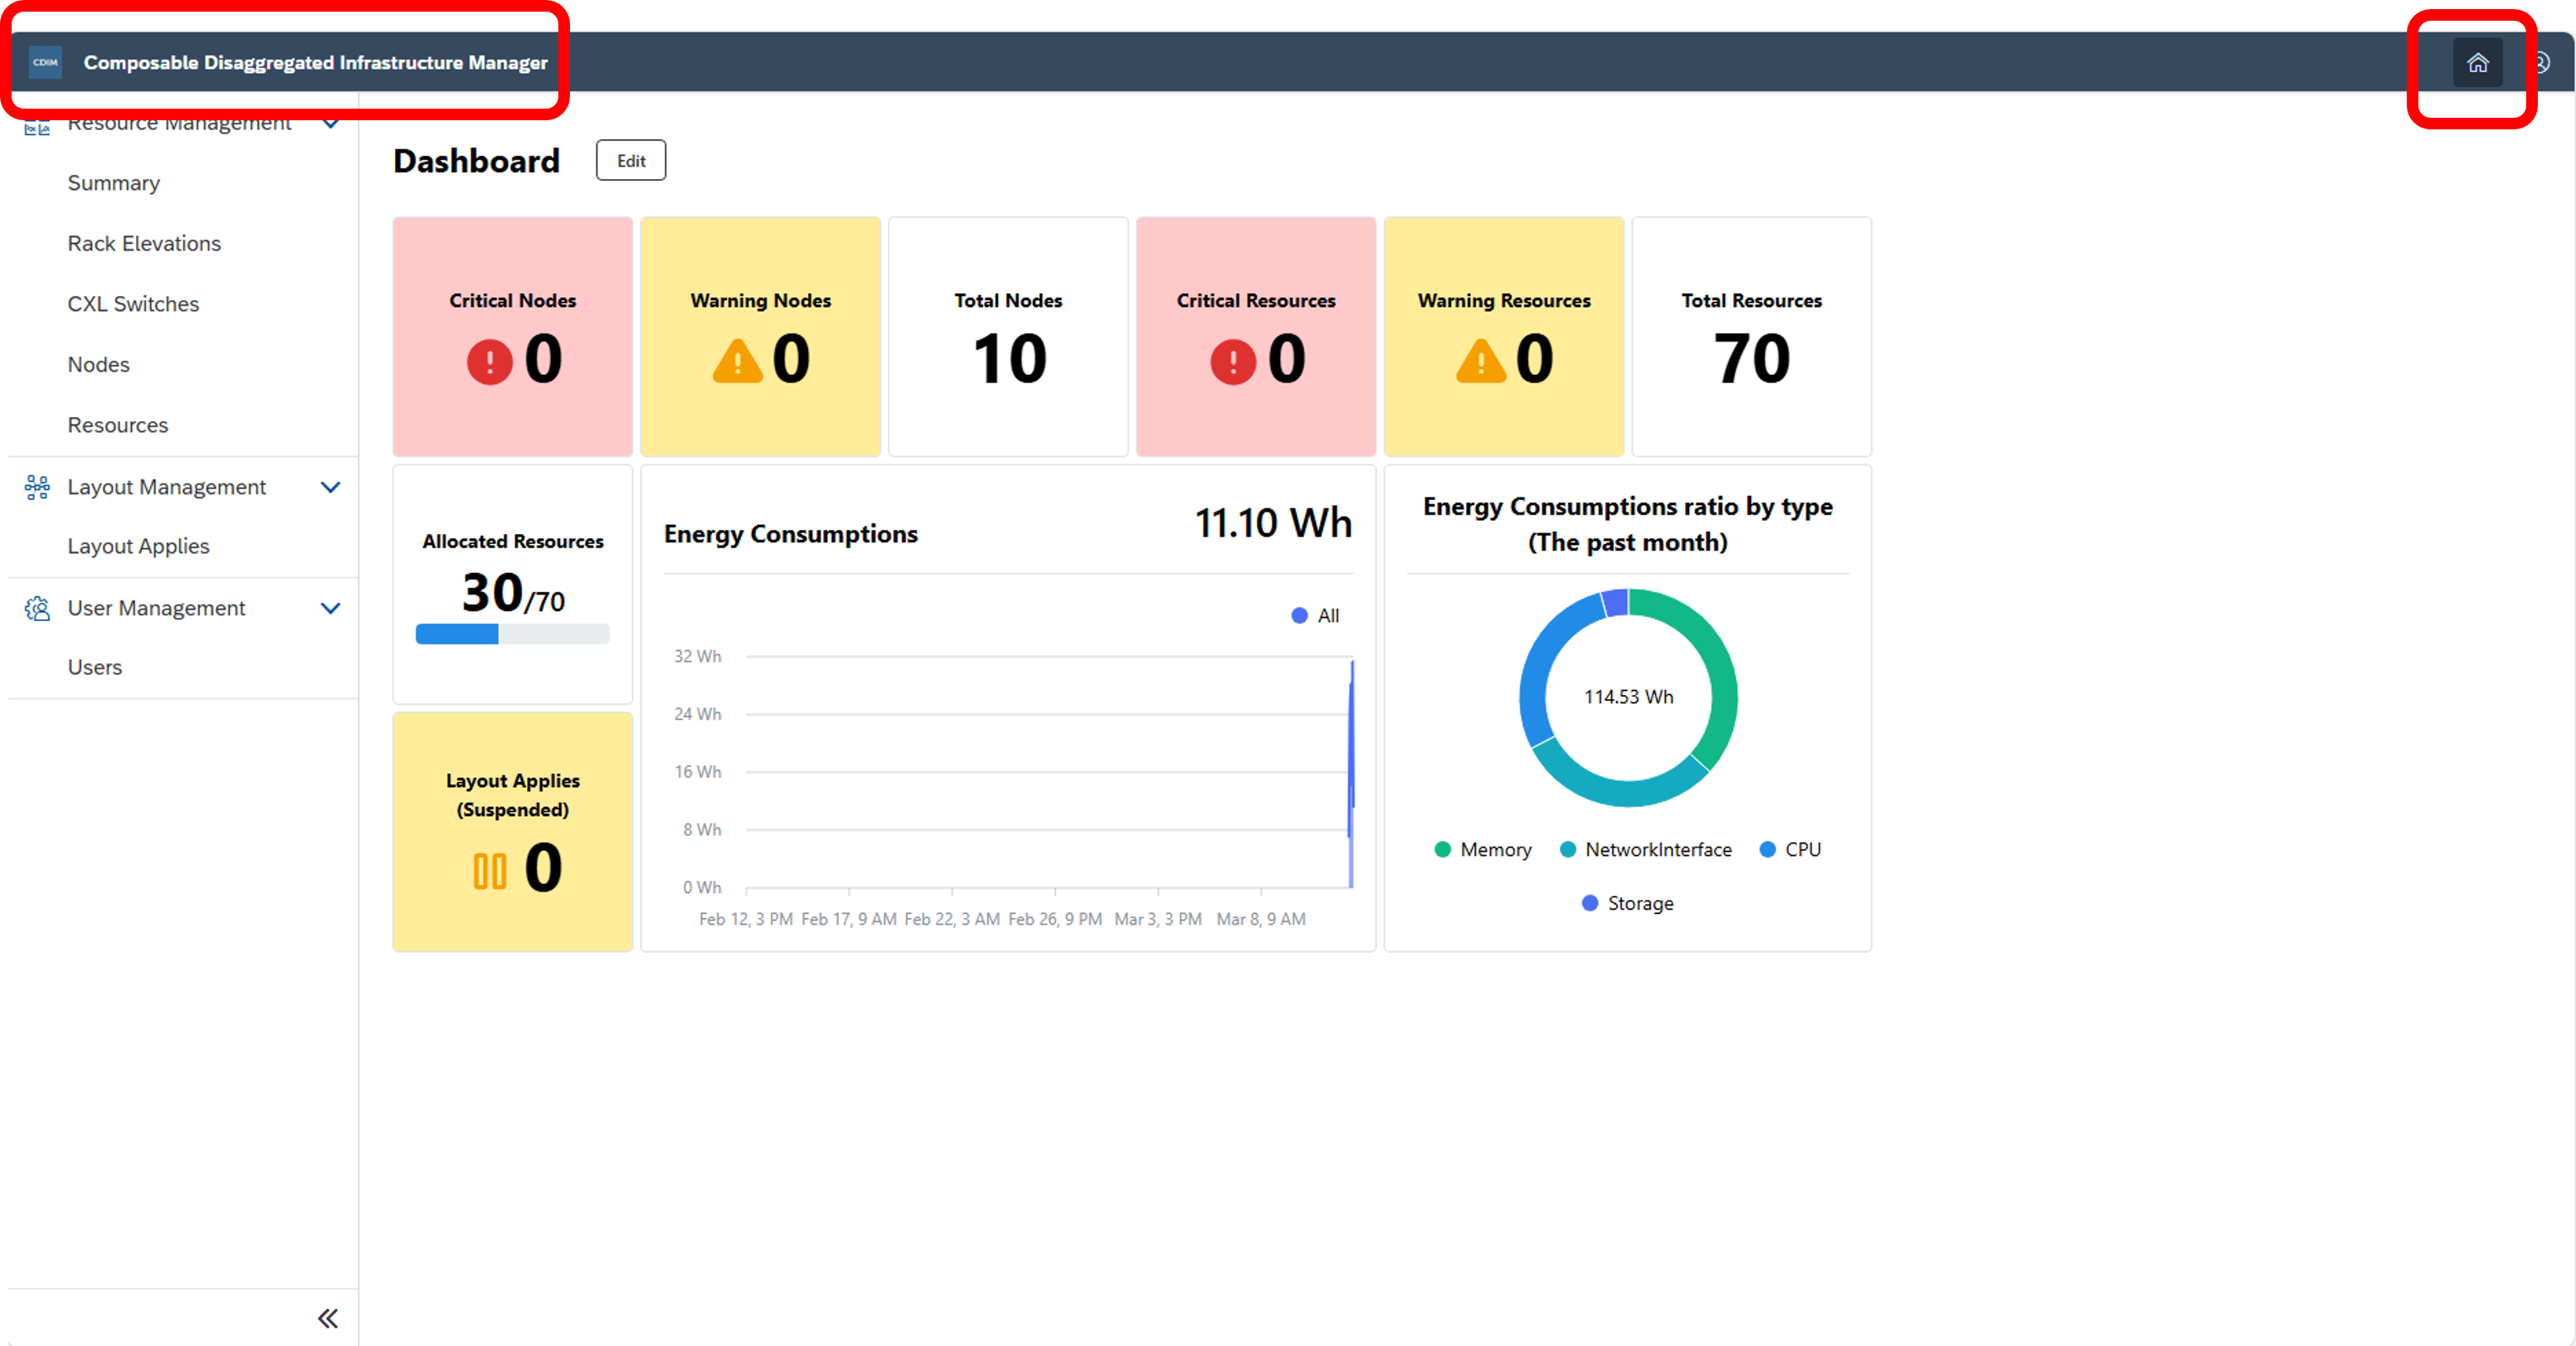 CDIM Composable Disaggregated Infrastructure Manager
Resource Management
Summary
Rack Elevations
CXL Switches
Nodes
Resources
Layout Management
Layout Applies
User Management
Users
Dashboard
Edit
Critical Nodes
0
Warning Nodes
0
Total Nodes
10
Critical Resources
0
Warning Resources
0
Total Resources
70
Allocated Resources
30/70
Layout Applies
(Suspended)
0
Energy Consumptions
11.10 Wh
All
32 Wh
24 Wh
16 Wh
8 Wh
0 Wh
Feb 12, 3 PM Feb 17, 9 AM Feb 22, 3 AM Feb 26, 9 PM Mar 3, 3 PM Mar 8, 9 AM
Energy Consumptions ratio by type
(The past month)
114.53 Wh
Memory NetworkInterface CPU
Storage